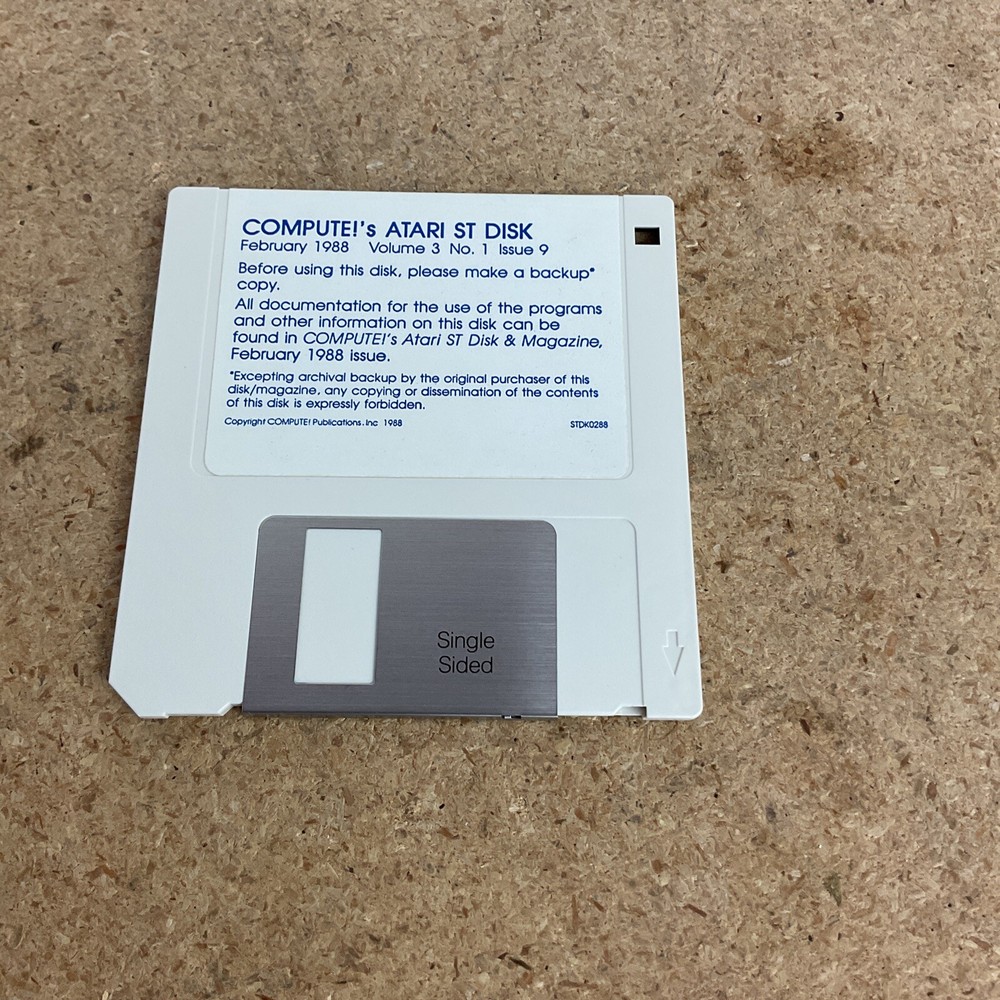 COMPUTE!'s ATARI ST DISK
February 1988 Volume 3 No. 1 Issue 9
Before using this disk, please make a backup*
copy.
All documentation for the use of the programs
and other information on this disk can be
found in COMPUTE!'s Atari ST Disk & Magazine,
February 1988 issue.
*Excepting archival backup by the original purchaser of this
disk/magazine, any copying or dissemination of the contents
of this disk is expressly forbidden.
Copyright COMPUTE! Publications, Inc 1988
STDK0288
Single
Sided